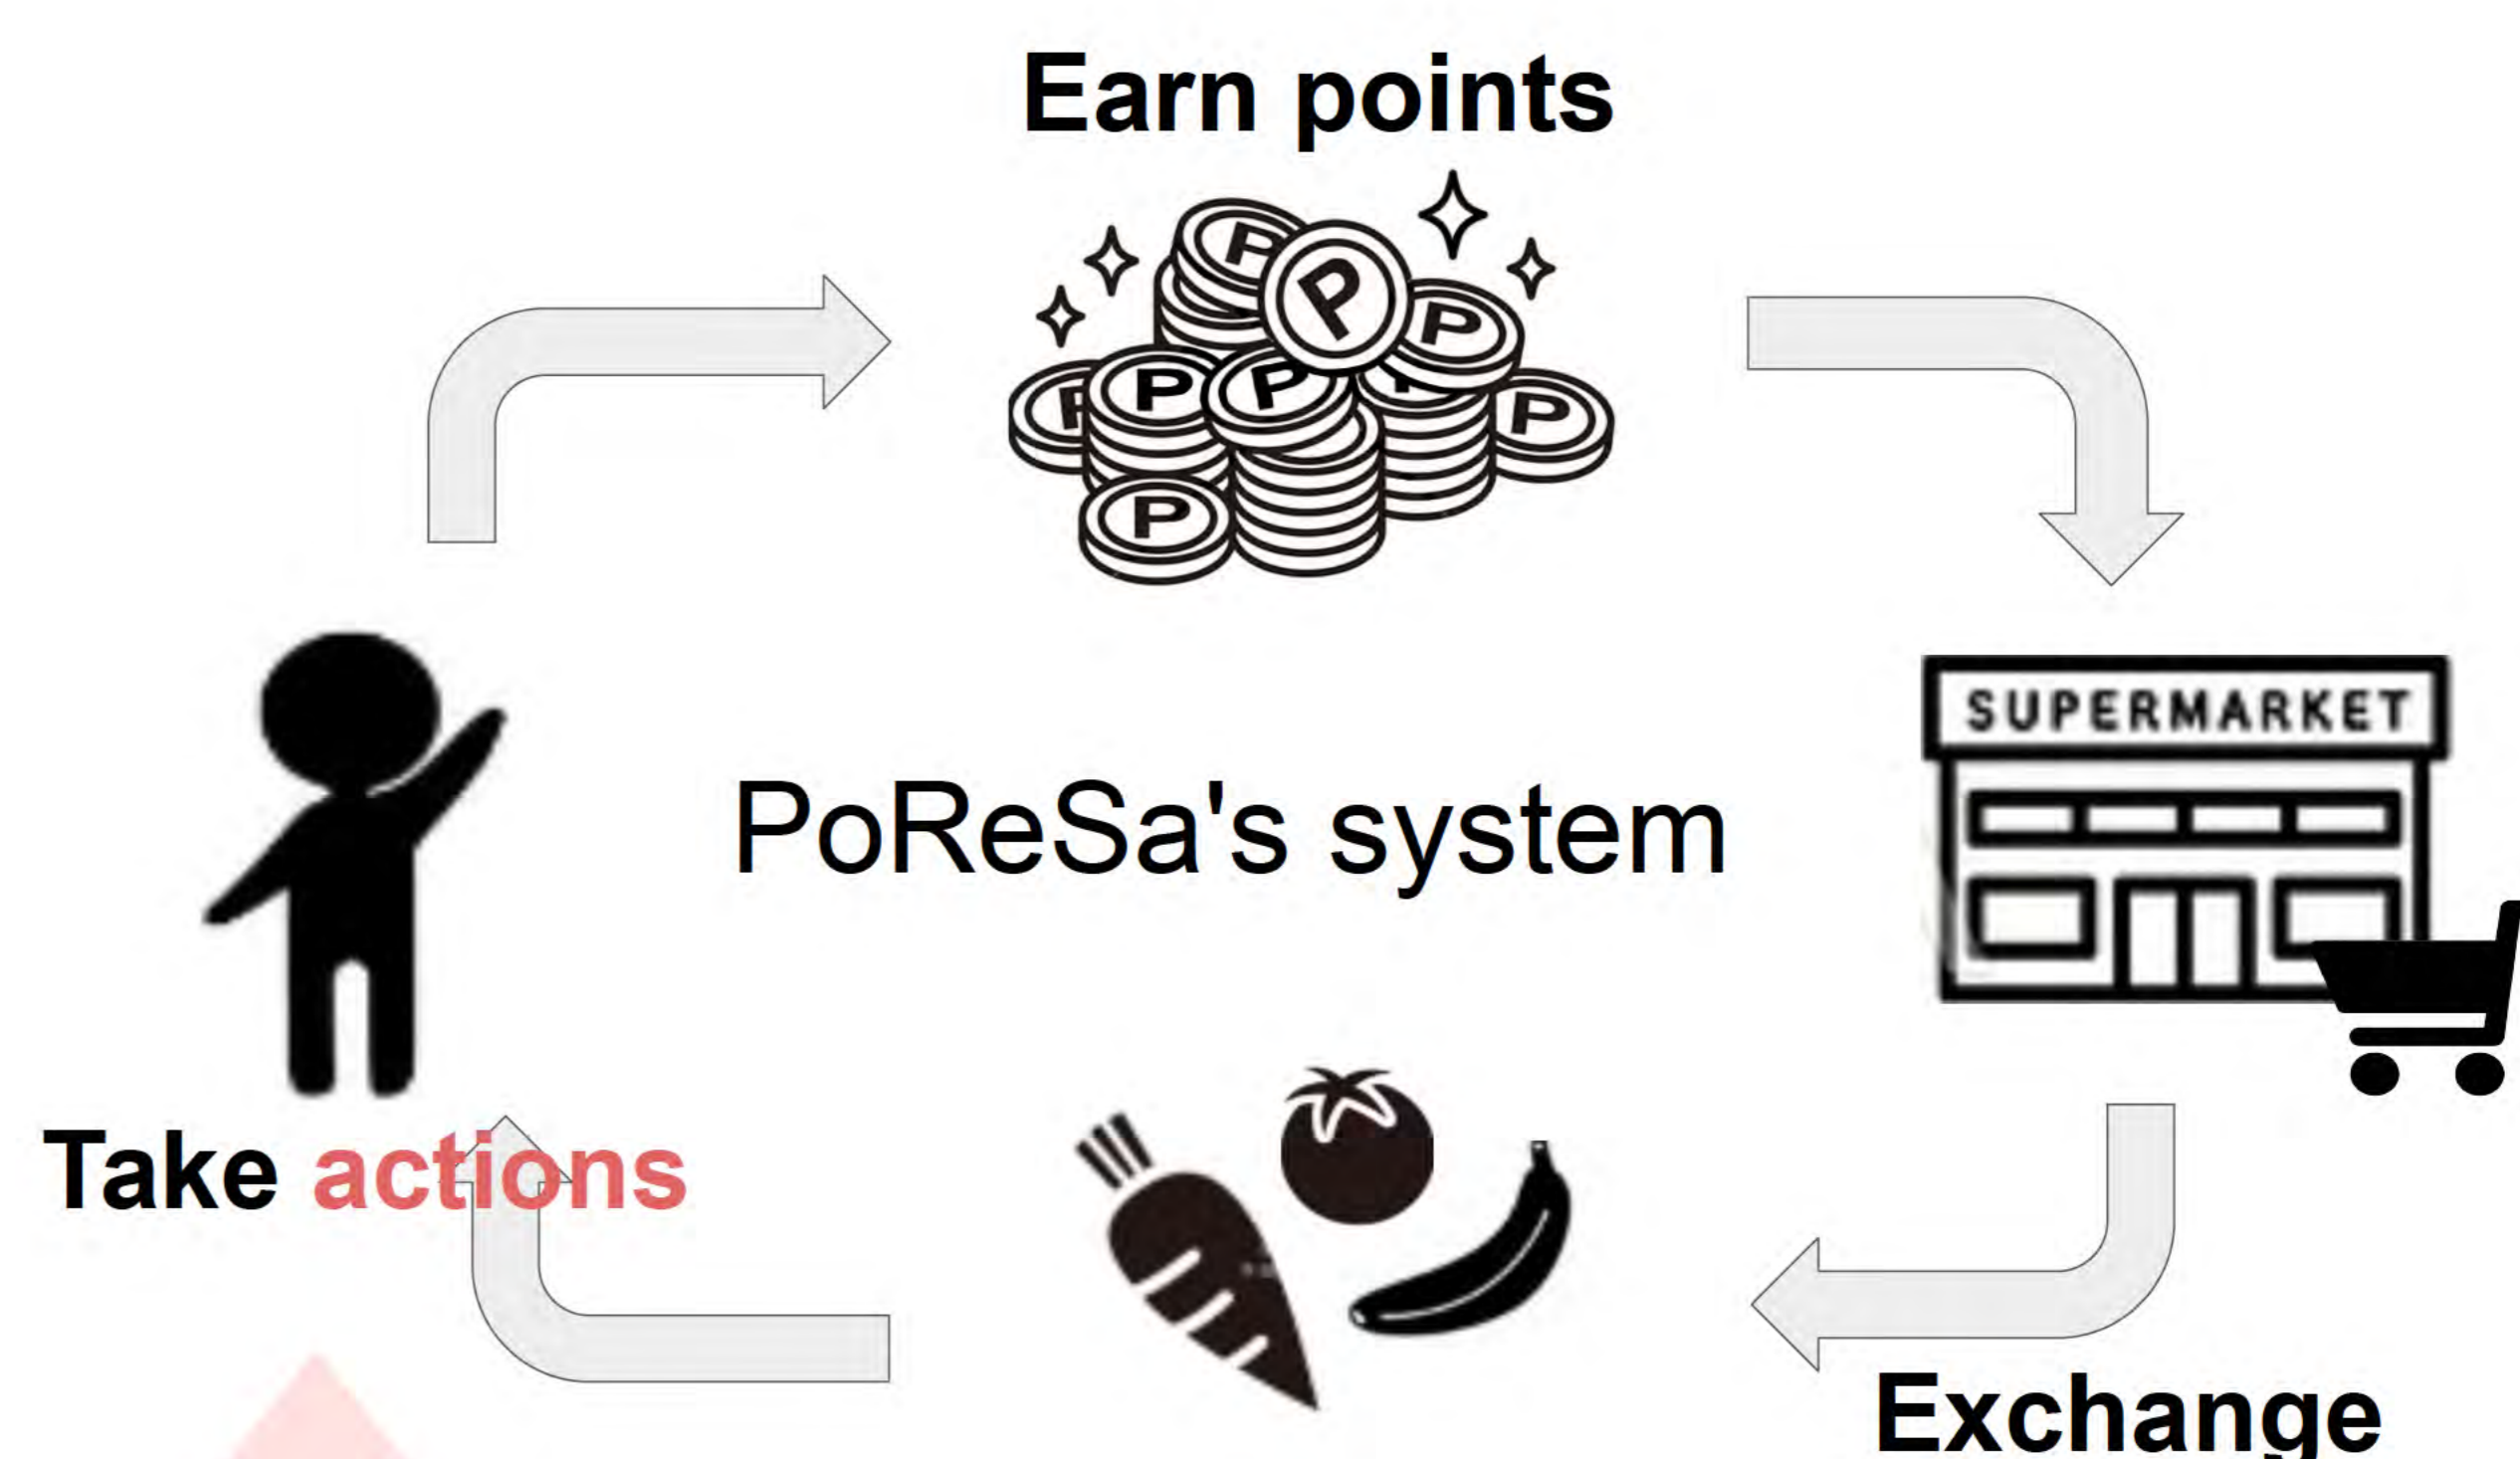 Earn points
P
P
P
P
P
P
P
SUPERMARKET
PoReSa's system
Take actions
Exchange